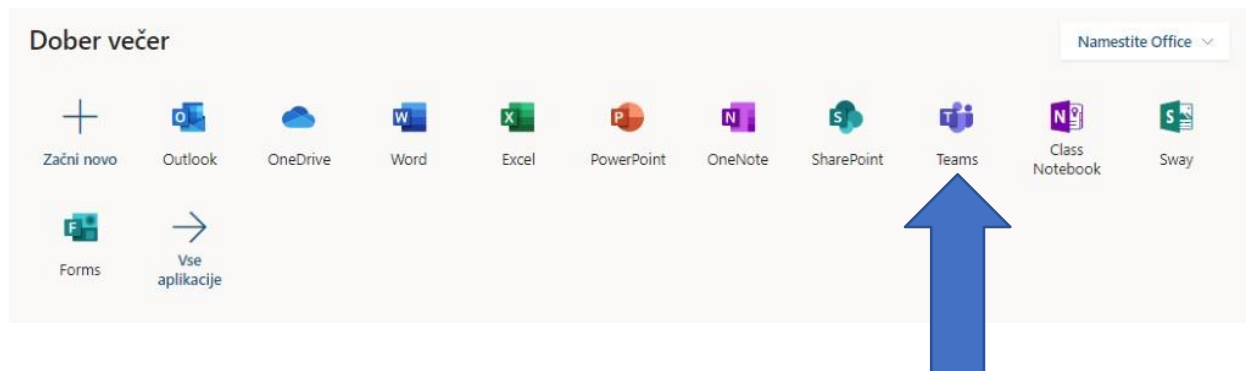 Dober večer
Namestite Office
Začni novo
Outlook
OneDrive
Word
Excel
PowerPoint
OneNote
SharePoint
Teams
Class
Notebook
Sway
Forms
Vse
aplikacije